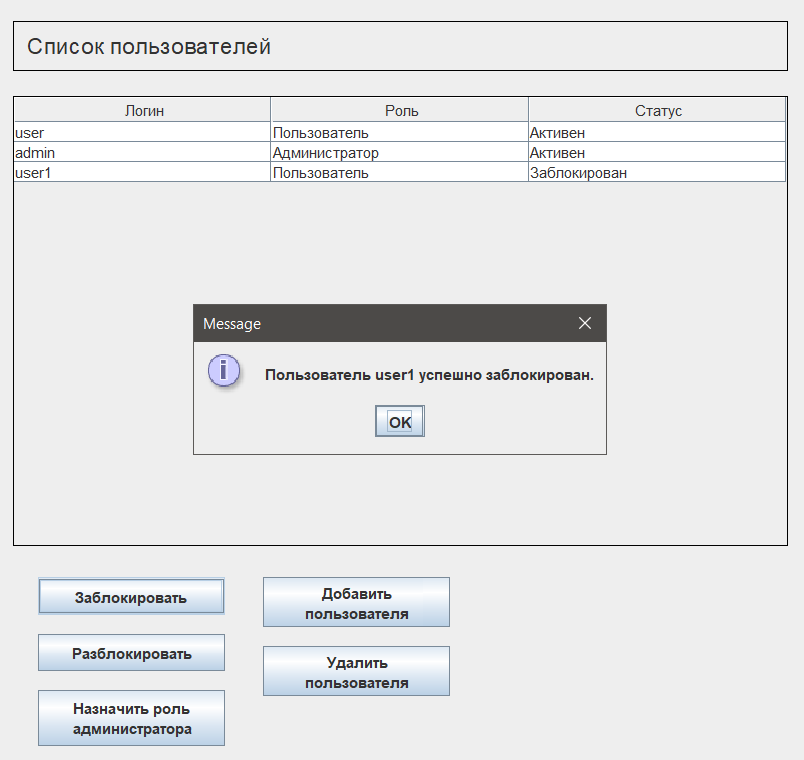 Список пользователей
Логин Роль Статус
user Пользователь Активен
admin Администратор Активен
user1 Пользователь Заблокирован
Message
i
Пользователь user1 успешно заблокирован.
OK
Заблокировать
Добавить
пользователя
Разблокировать
Удалить
пользователя
Назначить роль
администратора